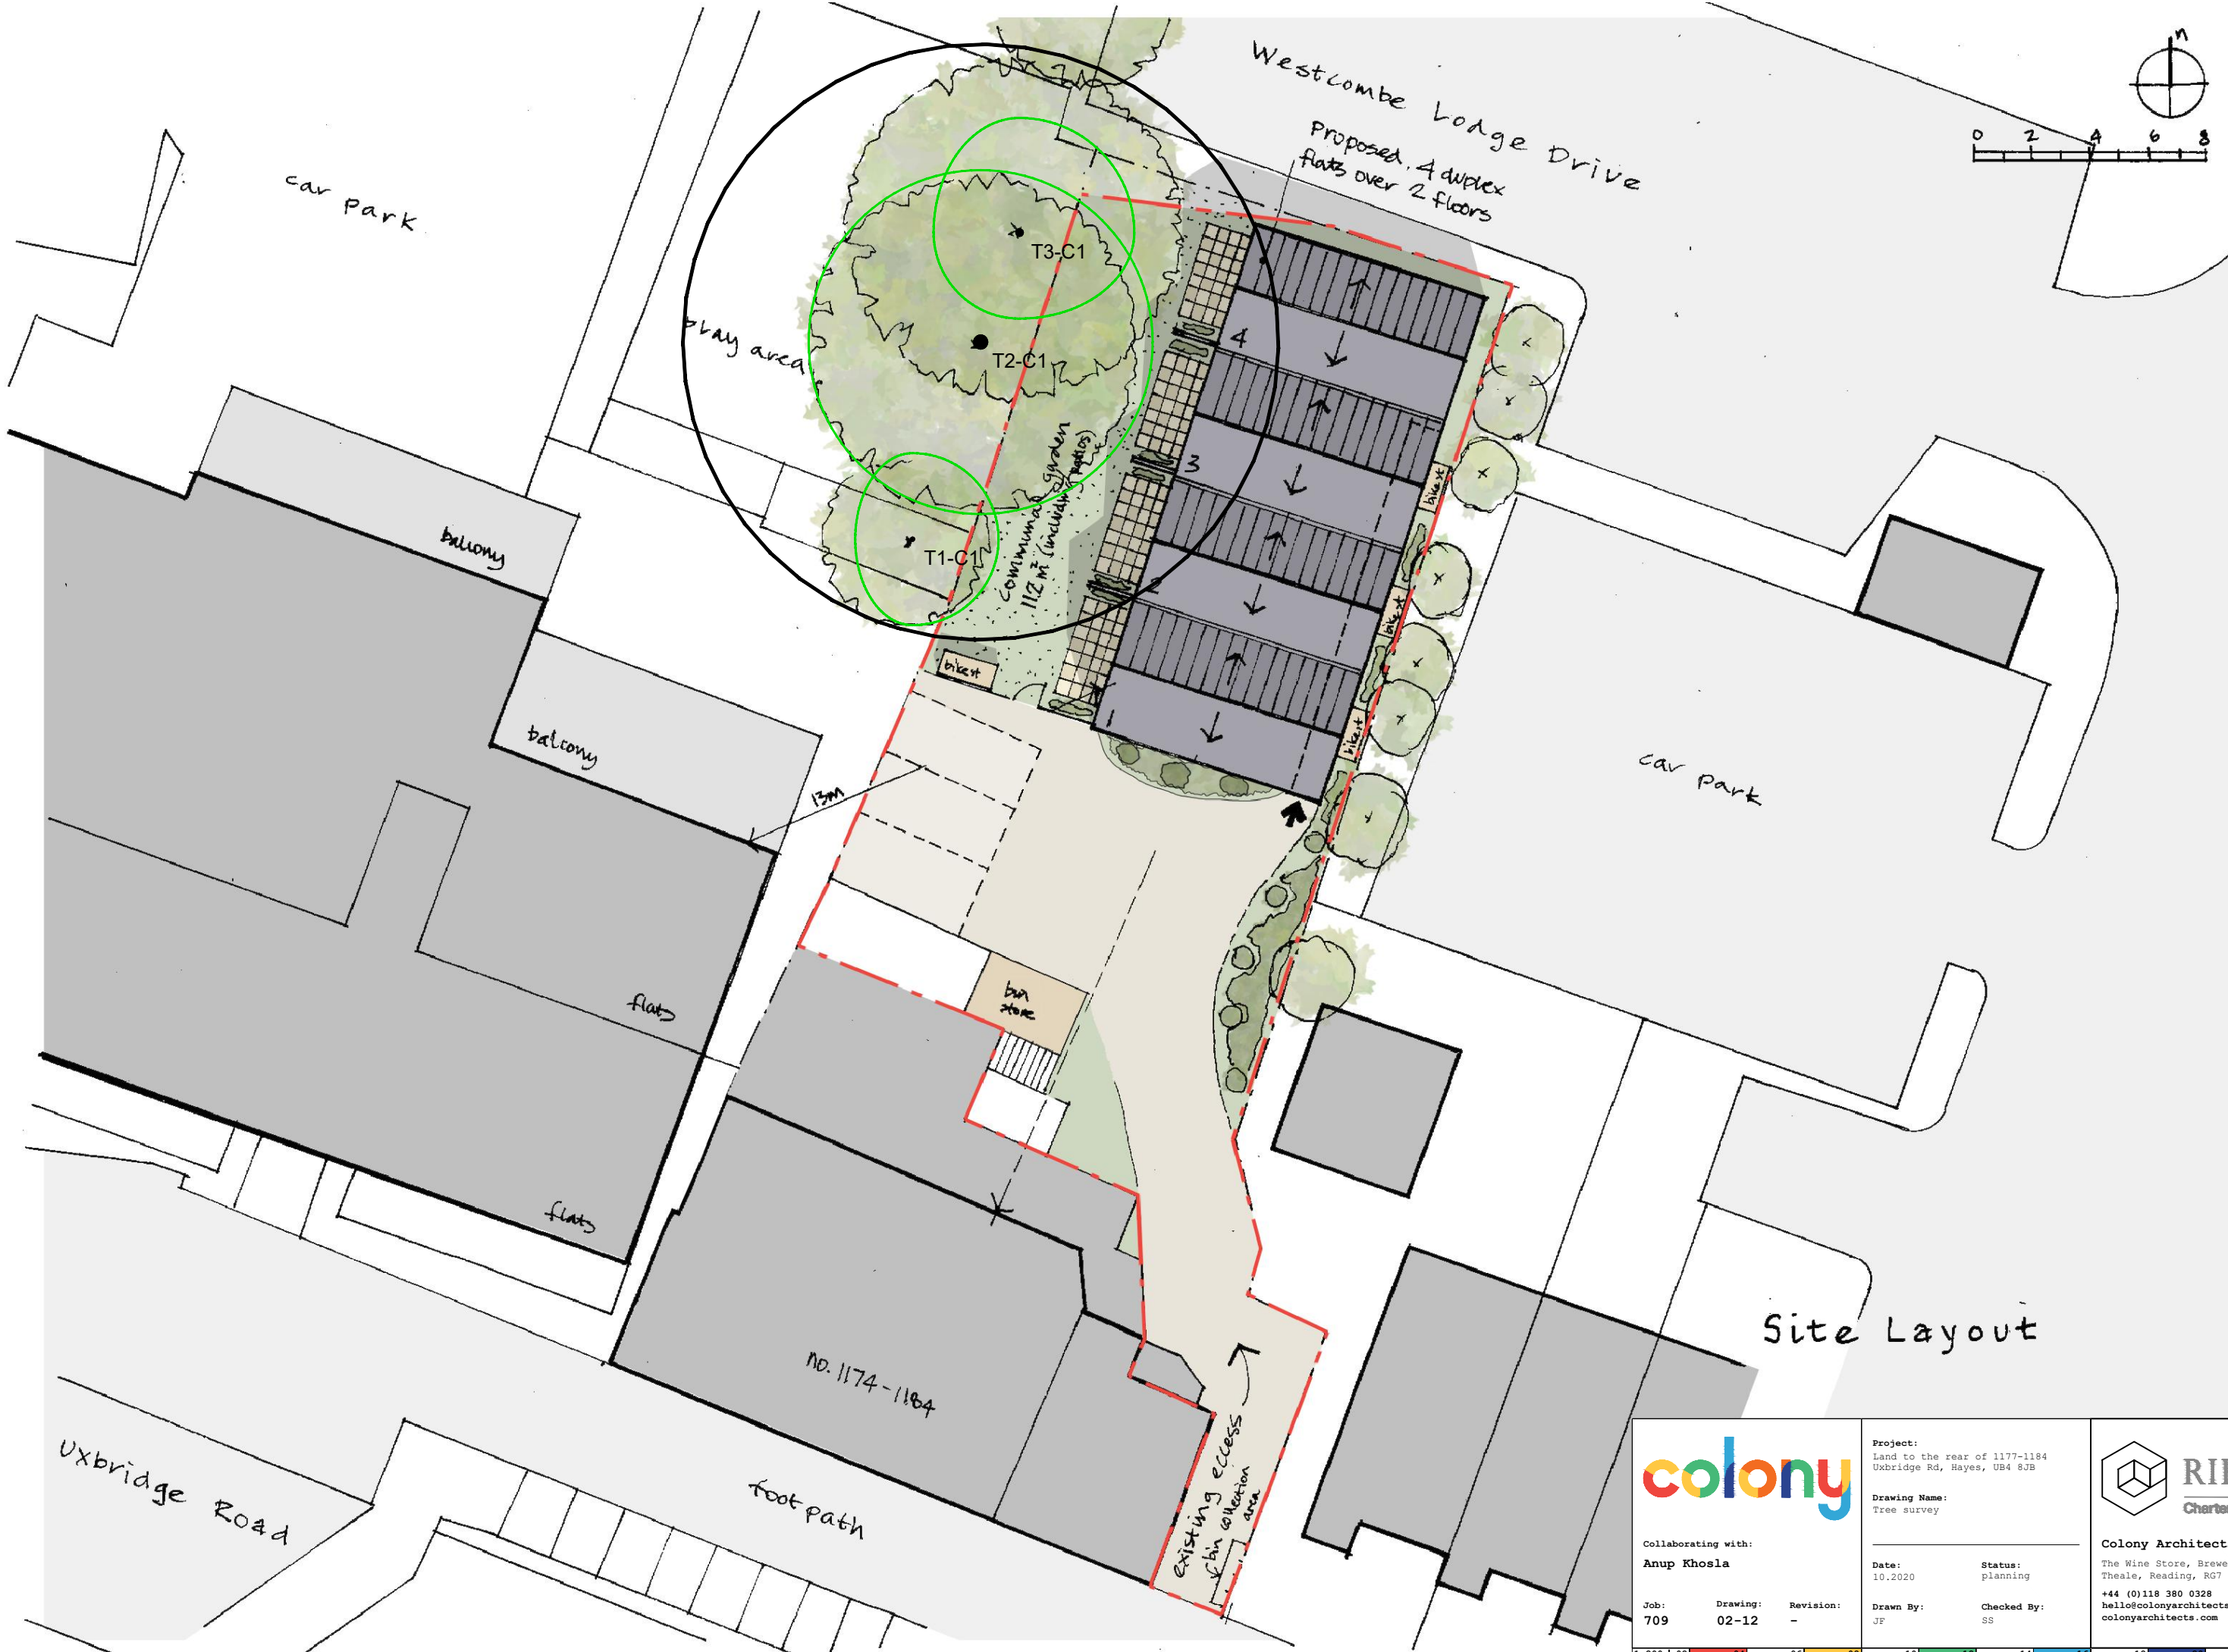 Westcombe Lodge Drive
n
0 2 4 6 8
Proposed. 4 duplex
flats over 2 floors
car park
play area
T3-C1
T2-C1
T1-C1
communal garden
112 m² (including patios)
4
3
2
bike st
bike st
bike st
bike st
balcony
balcony
13m
car park
bin
store
flats
flats
no. 1174-1184
Uxbridge Road
footpath
existing eccess
bin collection
area
Site Layout
colony
Collaborating with:
Anup Khosla
Job:
709
Drawing:
02-12
Revision:
-
Project:
Land to the rear of 1177-1184
Uxbridge Rd, Hayes, UB4 8JB
Drawing Name:
Tree survey
Date:
10.2020
Status:
planning
Drawn By:
JF
Checked By:
SS
Colony Architect
The Wine Store, Brewe
Theale, Reading, RG7
+44 (0)118 380 0328
hello@colonyarchitects
colonyarchitects.com